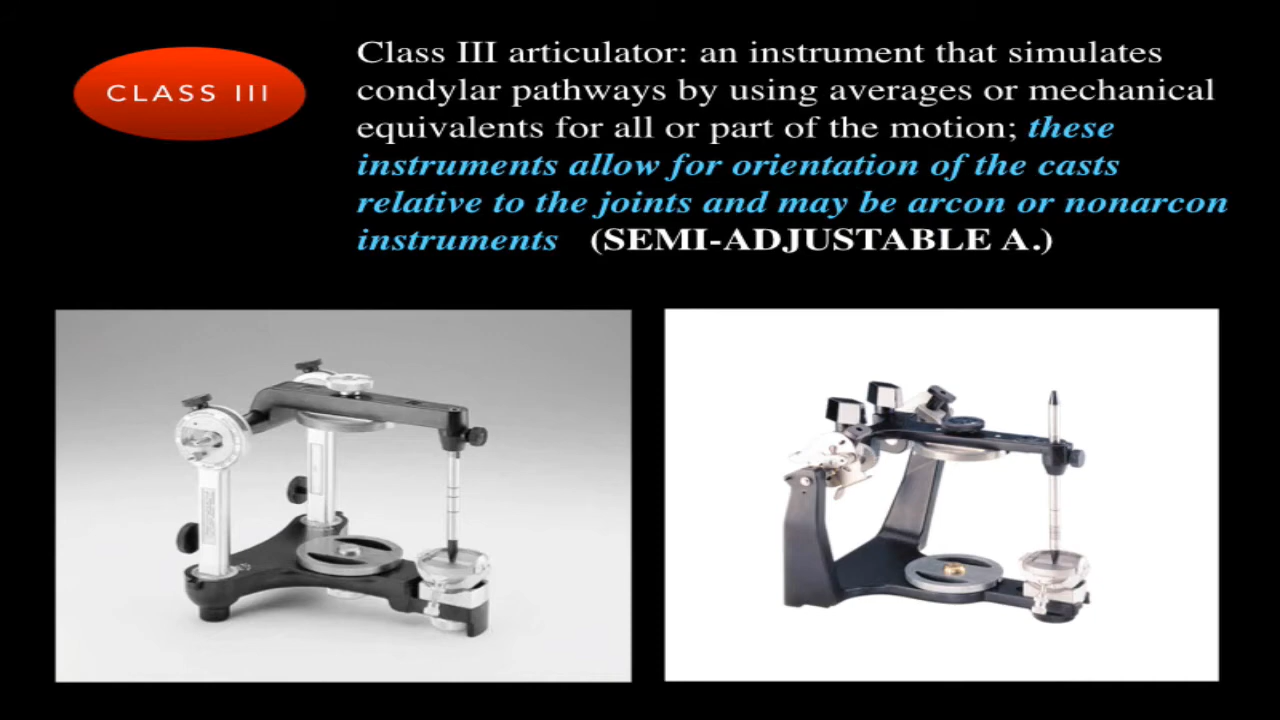 CLASS III
Class III articulator: an instrument that simulates
condylar pathways by using averages or mechanical
equivalents for all or part of the motion; these
instruments allow for orientation of the casts
relative to the joints and may be arcon or nonarcon
instruments (SEMI-ADJUSTABLE A.)